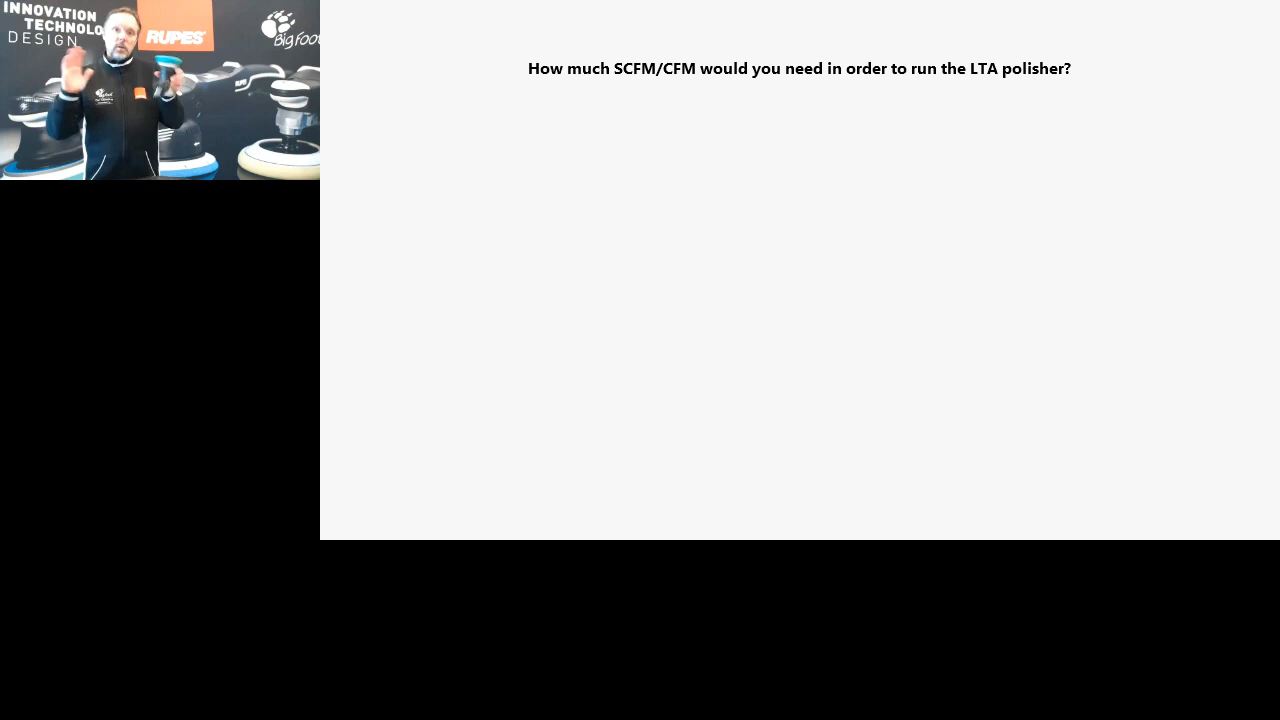 INNOVATION
TECHNOLO
DESIGN
RUPES
BigFoot
How much SCFM/CFM would you need in order to run the LTA polisher?